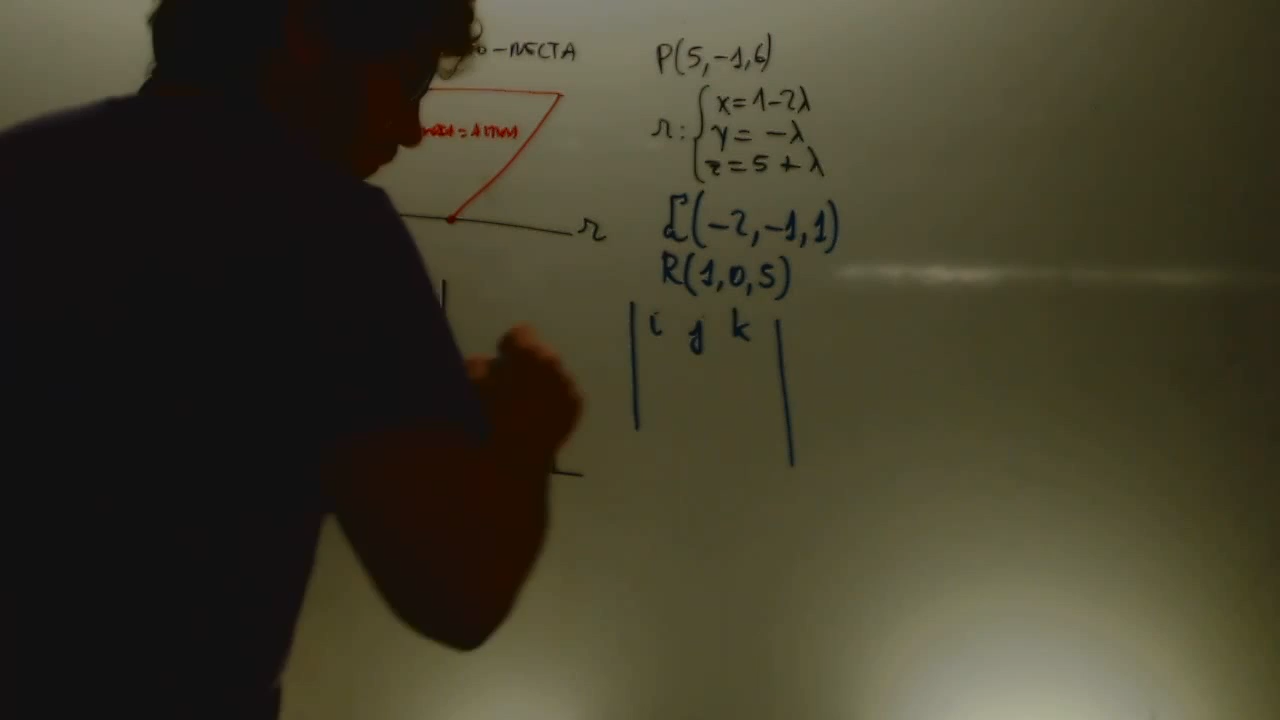 -RECTA
P(5,-1,6)
r: { x=1-2λ
y= -λ
z=5+λ
r
(-2,-1,1)
R(1,0,5)
i j k